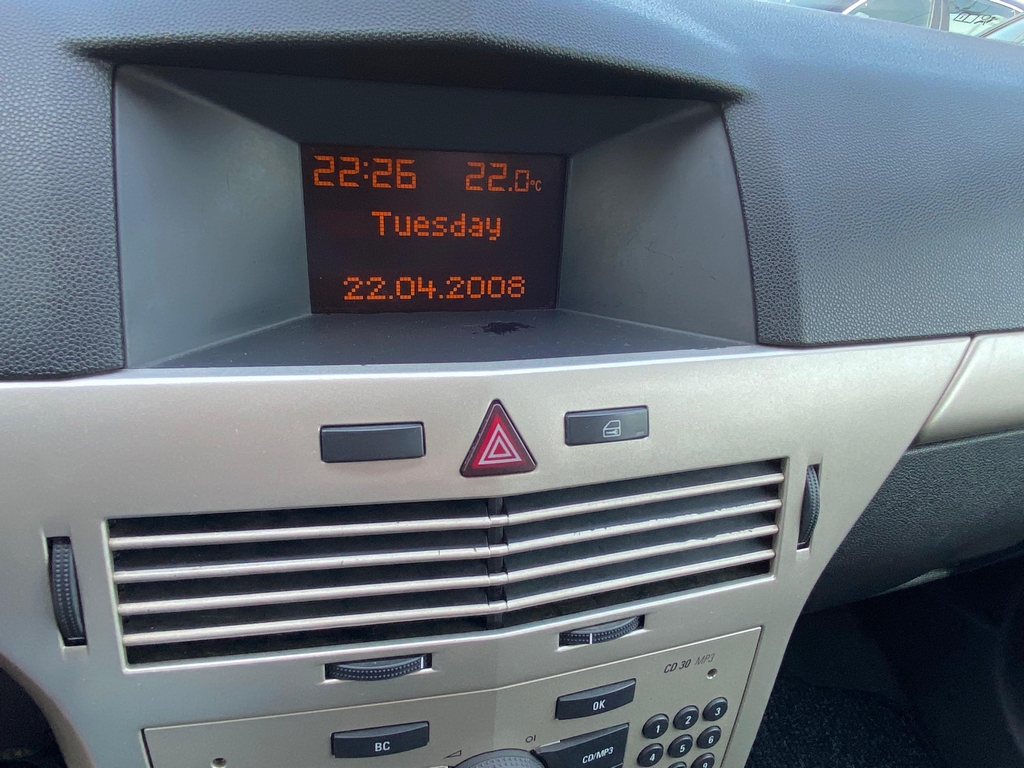 22:26 22.0°C
Tuesday
22.04.2008
CD 30 MP3
OK
BC
CD/MP3
1 2 3
4 5 6
9